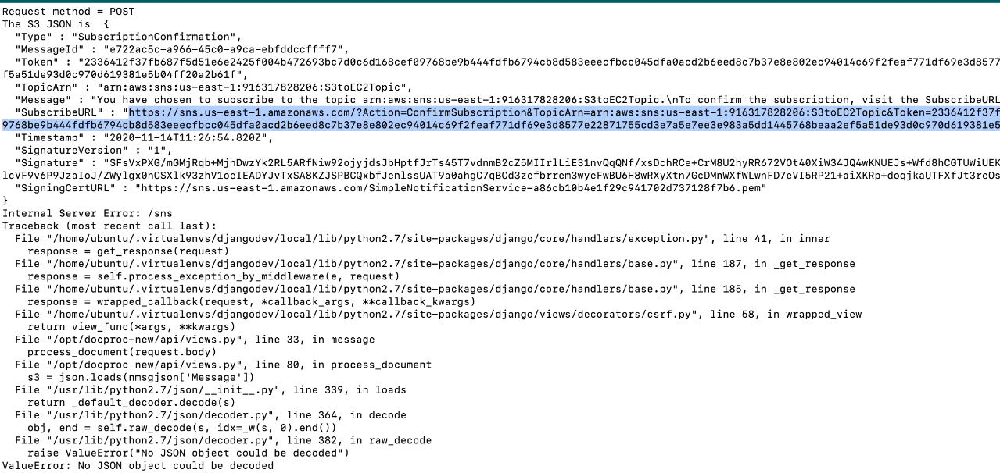 Request method = POST
The S3 JSON is  {
  "Type" : "SubscriptionConfirmation",
  "MessageId" : "e722ac5c-a966-45c0-a9ca-ebfddccffff7",
  "Token" : "2336412f37fb687f5d51e6e2425f004b472693bc7d0c6d168cef09768be9b444fdfb6794cb8d583eeecfbcc045dfa0acd2b6eed8c7b37e8e802ec94014c69f2feaf771df69e3d8577
f5a51de93d0c970d619381e5b04ff20a2b61f",
  "TopicArn" : "arn:aws:sns:us-east-1:916317828206:S3toEC2Topic",
  "Message" : "You have chosen to subscribe to the topic arn:aws:sns:us-east-1:916317828206:S3toEC2Topic.\nTo confirm the subscription, visit the SubscribeURL
  "SubscribeURL" : "https://sns.us-east-1.amazonaws.com/?Action=ConfirmSubscription&TopicArn=arn:aws:sns:us-east-1:916317828206:S3toEC2Topic&Token=2336412f37f
9768be9b444fdfb6794cb8d583eeecfbcc045dfa0acd2b6eed8c7b37e8e802ec94014c69f2feaf771df69e3d8577e22871755cd3e7a5e7ee3e983a5dd1445768beaa2ef5a51de93d0c970d619381e5
  "Timestamp" : "2020-11-14T11:26:54.820Z",
  "SignatureVersion" : "1",
  "Signature" : "SFsVxPXG/mGMjRqb+MjnDwzYk2RL5ARfNiw92ojyjdsJbHptfJrTs45T7vdnmB2cZ5MIIrlLiE31nvQqQNf/xsDchRCe+CrM8U2hyRR672VOt40XiW34JQ4wKNUEJs+Wfd8hCGTUWiUEK
lcVF9v6P9JzaIoJ/ZWylgx0hCSXlk93zhV1oeIEADYJvTxSA8KZJSPBCQxbfJenlssUAT9a0ahgC7qBCd3zefbrrem3wyeFwBU6H8wRXyXtn7GcDMnWXfWLwnFD7eVI5RP21+aiXKRp+doqjkaUTFXfJt3reOs
  "SigningCertURL" : "https://sns.us-east-1.amazonaws.com/SimpleNotificationService-a86cb10b4e1f29c941702d737128f7b6.pem"
}
Internal Server Error: /sns
Traceback (most recent call last):
  File "/home/ubuntu/.virtualenvs/djangodev/local/lib/python2.7/site-packages/django/core/handlers/exception.py", line 41, in inner
    response = get_response(request)
  File "/home/ubuntu/.virtualenvs/djangodev/local/lib/python2.7/site-packages/django/core/handlers/base.py", line 187, in _get_response
    response = self.process_exception_by_middleware(e, request)
  File "/home/ubuntu/.virtualenvs/djangodev/local/lib/python2.7/site-packages/django/core/handlers/base.py", line 185, in _get_response
    response = wrapped_callback(request, *callback_args, **callback_kwargs)
  File "/home/ubuntu/.virtualenvs/djangodev/local/lib/python2.7/site-packages/django/views/decorators/csrf.py", line 58, in wrapped_view
    return view_func(*args, **kwargs)
  File "/opt/docproc-new/api/views.py", line 33, in message
    process_document(request.body)
  File "/opt/docproc-new/api/views.py", line 80, in process_document
    s3 = json.loads(nmsgjson['Message'])
  File "/usr/lib/python2.7/json/__init__.py", line 339, in loads
    return _default_decoder.decode(s)
  File "/usr/lib/python2.7/json/decoder.py", line 364, in decode
    obj, end = self.raw_decode(s, idx=_w(s, 0).end())
  File "/usr/lib/python2.7/json/decoder.py", line 382, in raw_decode
    raise ValueError("No JSON object could be decoded")
ValueError: No JSON object could be decoded